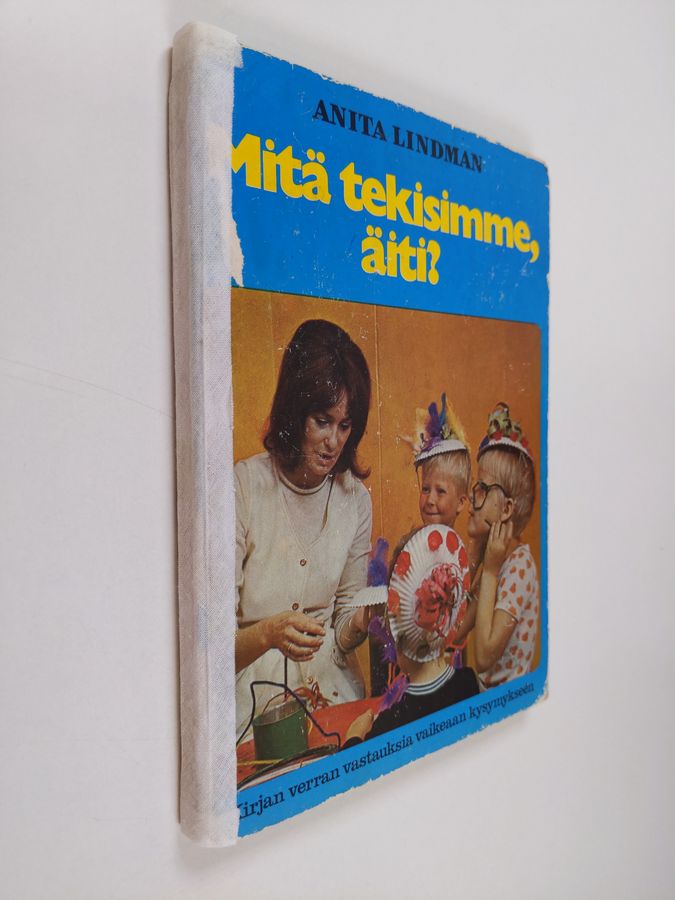 ANITA LINDMAN
Mitä tekisimme,
äiti?
Kirjan verran vastauksia vaikeaan kysymykseen